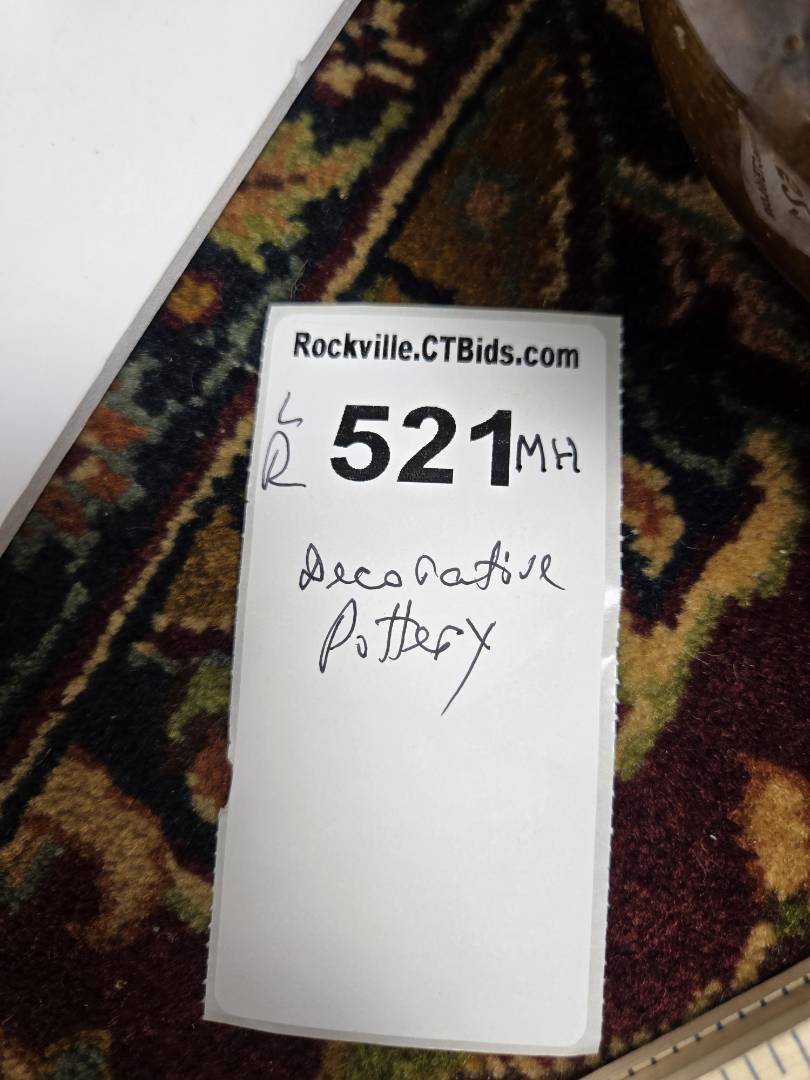 Rockville.CTBids.com
L
R 521 MH
Decorative
Pottery